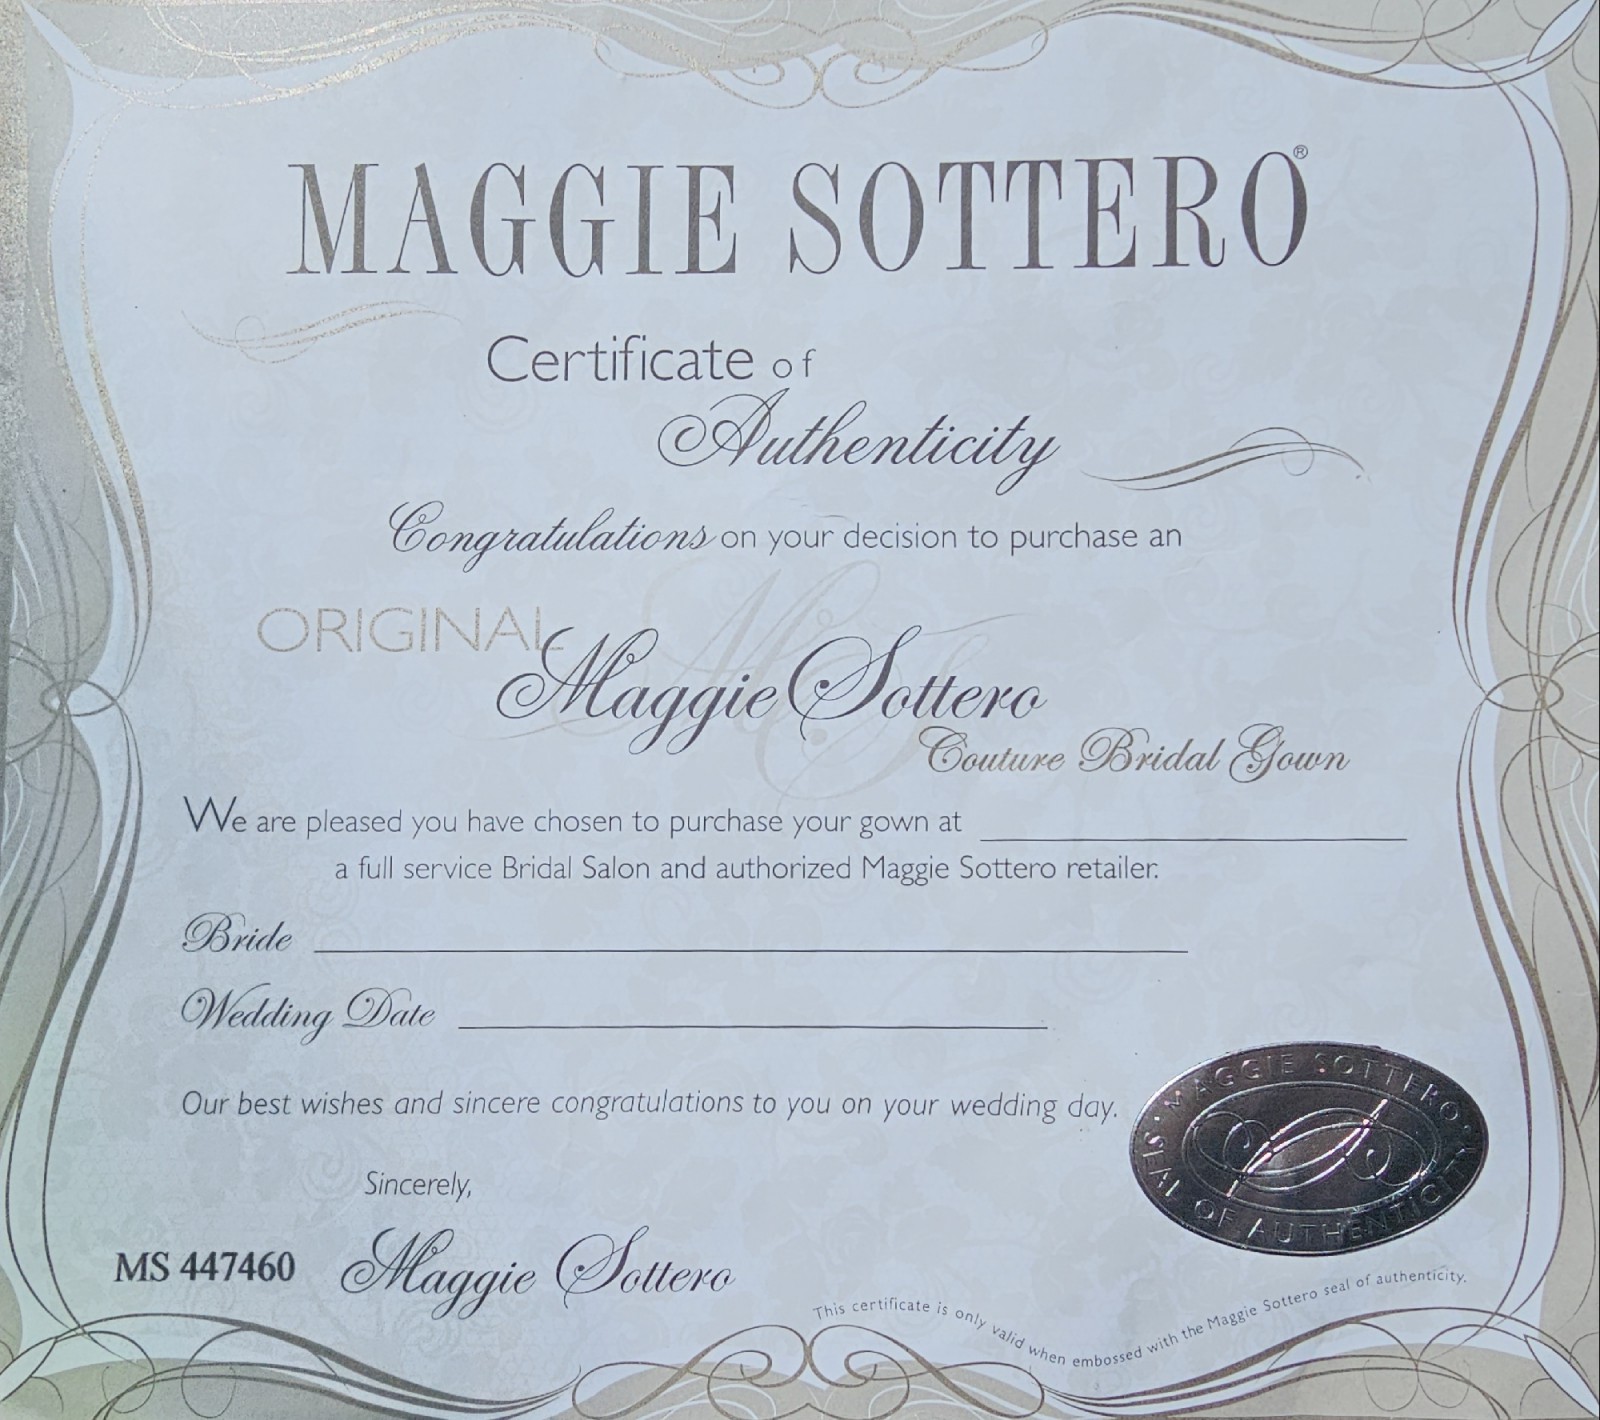 MAGGIE SOTTERO®
Certificate of
Authenticity
Congratulations on your decision to purchase an
ORIGINAL
Maggie Sottero
Couture Bridal Gown
We are pleased you have chosen to purchase your gown at
a full service Bridal Salon and authorized Maggie Sottero retailer.
Bride
Wedding Date
Our best wishes and sincere congratulations to you on your wedding day.
MAGGIE SOTTERO
SEAL OF AUTHENTICITY
Sincerely,
MS 447460
Maggie Sottero
This certificate is only valid when embossed with the Maggie Sottero seal of authenticity.